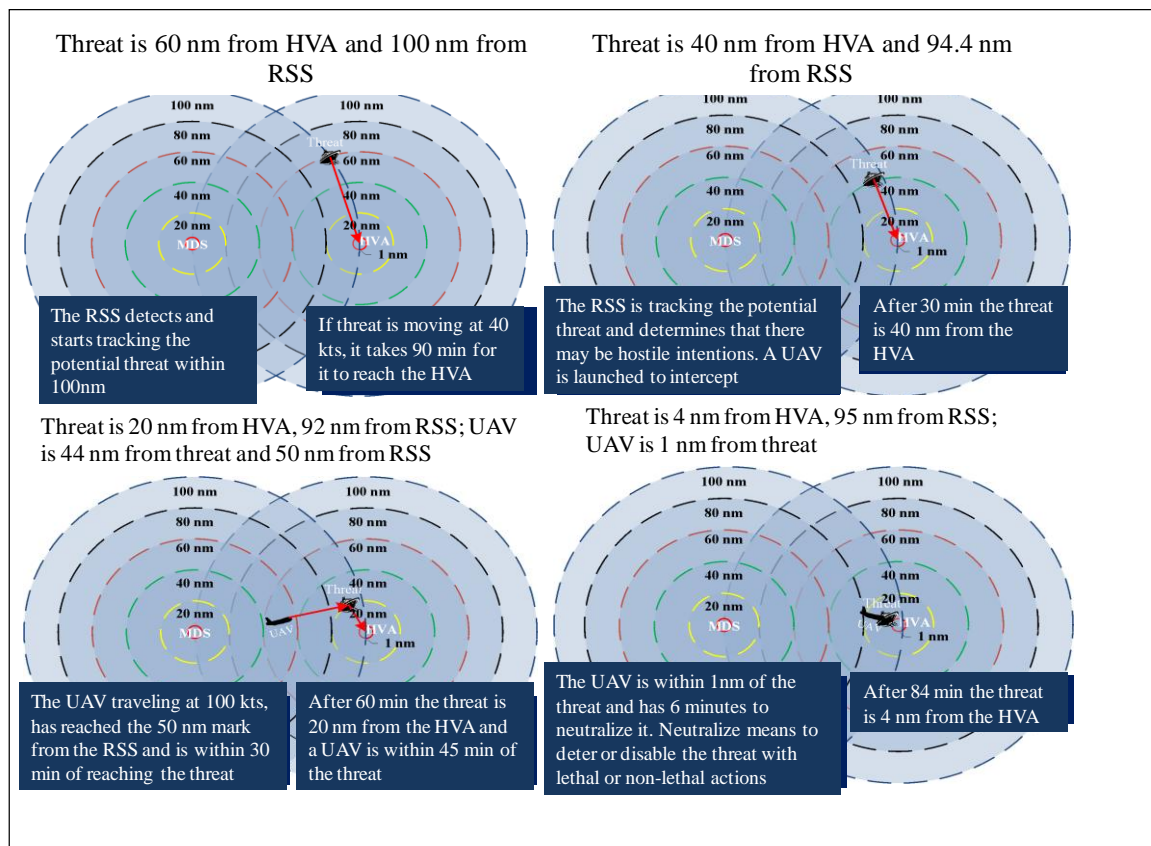 Threat is 60 nm from HVA and 100 nm from
RSS
100 nm
100 nm
80 nm
80 nm
Threat
60 nm
60 nm
40 nm
40 nm
20 nm
20 nm
MDS
HVA
1 nm
The RSS detects and
starts tracking the
potential threat within
100nm
If threat is moving at 40
kts, it takes 90 min for
it to reach the HVA
Threat is 40 nm from HVA and 94.4 nm
from RSS
100 nm
100 nm
80 nm
80 nm
60 nm
60 nm
Threat
40 nm
40 nm
20 nm
20 nm
MDS
HVA
1 nm
The RSS is tracking the potential
threat and determines that there
may be hostile intentions. A UAV
is launched to intercept
After 30 min the threat
is 40 nm from the
HVA
Threat is 20 nm from HVA, 92 nm from RSS; UAV
is 44 nm from threat and 50 nm from RSS
100 nm
100 nm
80 nm
80 nm
60 nm
60 nm
40 nm
40 nm
Threat
20 nm
20 nm
MDS
UAV
HVA
1 nm
The UAV traveling at 100 kts,
has reached the 50 nm mark
from the RSS and is within 30
min of reaching the threat
After 60 min the threat is
20 nm from the HVA and
a UAV is within 45 min of
the threat
Threat is 4 nm from HVA, 95 nm from RSS;
UAV is 1 nm from threat
100 nm
100 nm
80 nm
80 nm
60 nm
60 nm
40 nm
40 nm
20 nm
20 nm
Threat
MDS
UAV
HVA
1 nm
The UAV is within 1nm of the
threat and has 6 minutes to
neutralize it. Neutralize means to
deter or disable the threat with
lethal or non-lethal actions
After 84 min the threat
is 4 nm from the HVA